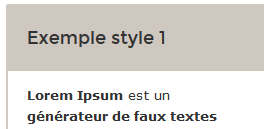 Exemple style 1
Lorem Ipsum est un
générateur de faux textes